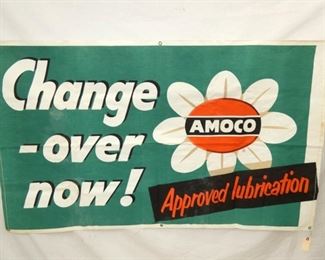 Change
-over
now!
AMOCO
Approved lubrication